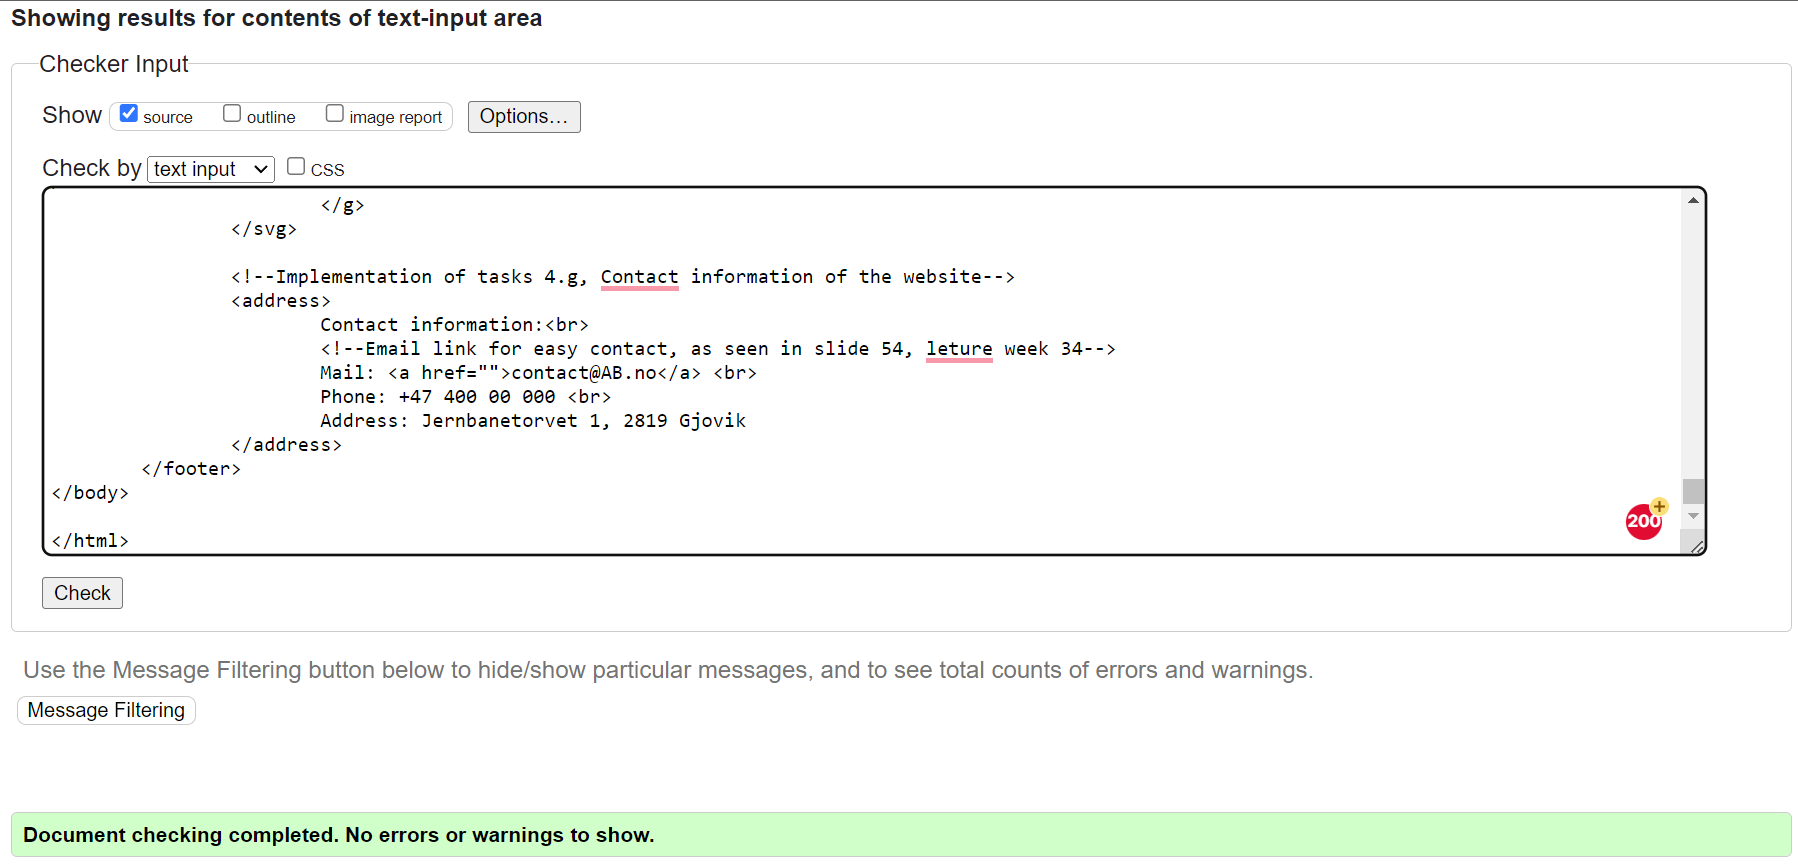 Showing results for contents of text-input area
Checker Input
Show source outline image report Options...
Check by text input CSS
</g>
</svg>
<!--Implementation of tasks 4.g, Contact information of the website-->
<address>
Contact information:<br>
<!--Email link for easy contact, as seen in slide 54, leture week 34-->
Mail: <a href="">contact@AB.no</a> <br>
Phone: +47 400 00 000 <br>
Address: Jernbanetorvet 1, 2819 Gjovik
</address>
</footer>
</body>
200+
</html>
Check
Use the Message Filtering button below to hide/show particular messages, and to see total counts of errors and warnings.
Message Filtering
Document checking completed. No errors or warnings to show.